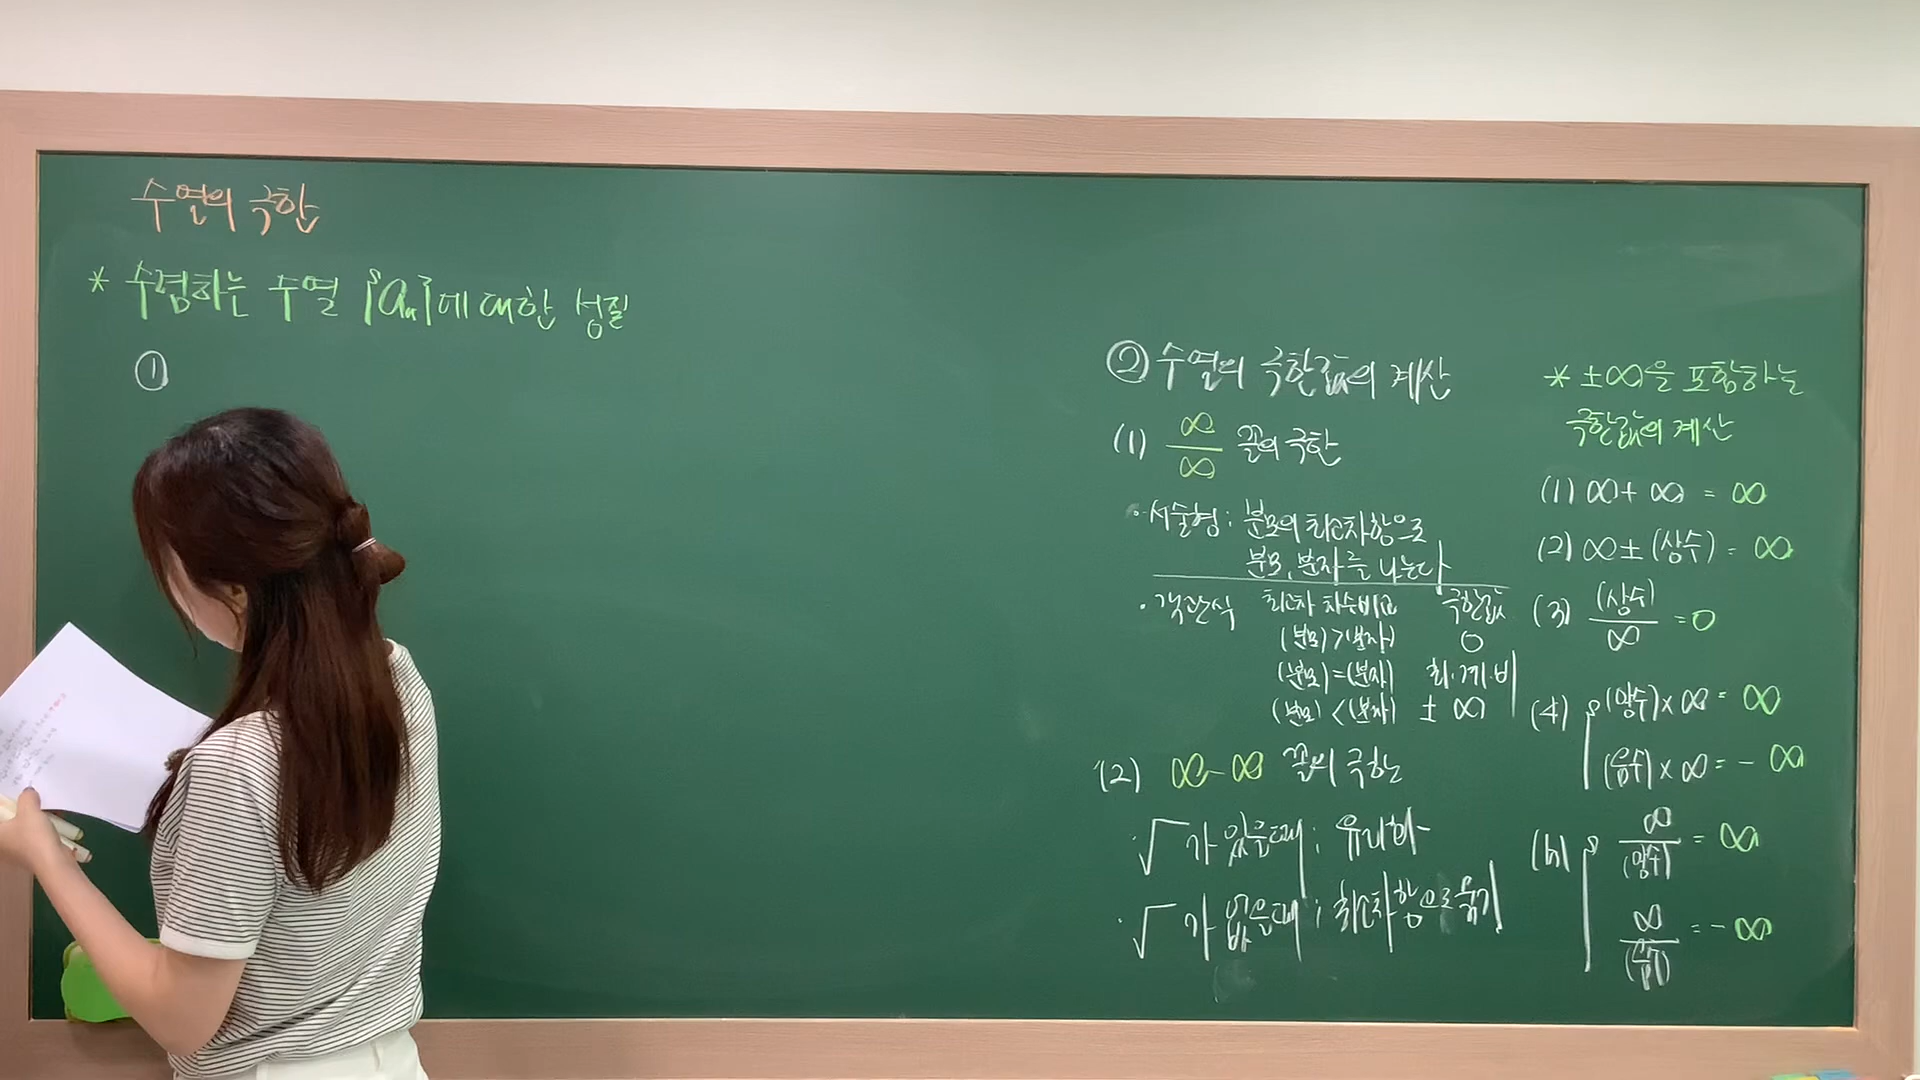 수열의 극한
* 수렴하는 수열 {aₙ}에 대한 성질
①
② 수열의 극한값의 계산
(1) ∞/∞ 꼴의 극한
· 서술형 : 분모의 최고차항으로
분모, 분자를 나눈다
· 객관식 최고차 차수비교 극한값
(분모)>(분자) 0
(분모)=(분자) 최.계.비
(분모)<(분자) ± ∞
(2) ∞-∞ 꼴의 극한
· √ 가 있을때 : 유리화
· √ 가 없을때 : 최고차항으로 묶기
* ±∞을 포함하는
극한값의 계산
(1) ∞+ ∞ = ∞
(2) ∞ ± (상수) = ∞
(3) (상수)/∞ = 0
(4) (양수) × ∞ = ∞
(음수) × ∞ = - ∞
(5) ∞/(양수) = ∞
∞/(음수) = - ∞